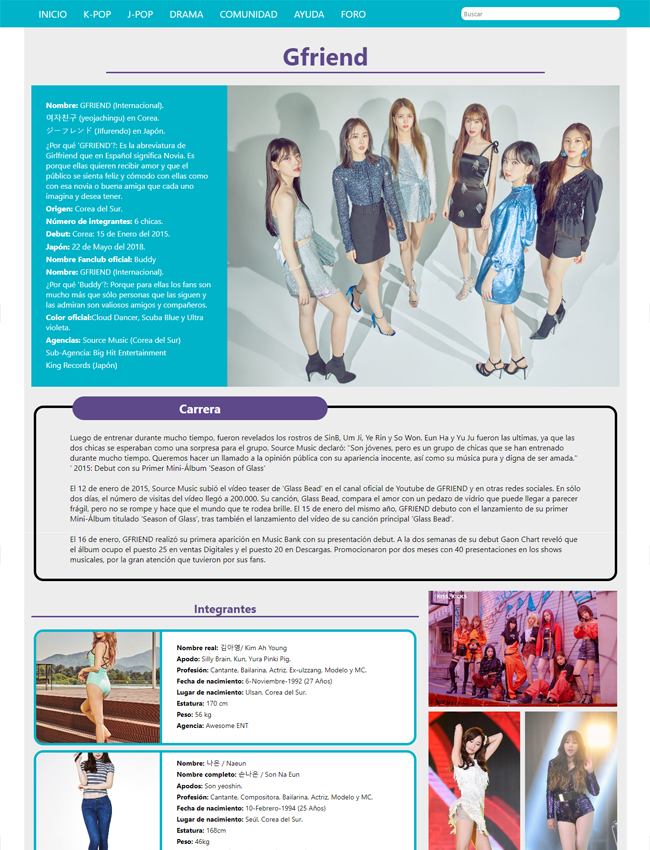 INICIO K-POP J-POP DRAMA COMUNIDAD AYUDA FORO Buscar
Gfriend
Nombre: GFRIEND (Internacional).
여자친구 (yeojachingu) en Corea.
ジーフレンド (Jifurendo) en Japón.
¿Por qué 'GFRIEND'?: Es la abreviatura de
Girlfriend que en Español significa Novia. Es
porque ellas quieren recibir amor y que el
público se sienta feliz y cómodo con ellas como
con esa novia o buena amiga que cada uno
imagina y desea tener.
Origen: Corea del Sur.
Número de integrantes: 6 chicas.
Debut: Corea: 15 de Enero del 2015.
Japón: 22 de Mayo del 2018.
Nombre Fanclub oficial: Buddy
Nombre: GFRIEND (Internacional).
¿Por qué 'Buddy'?: Porque para ellas los fans son
mucho más que sólo personas que las siguen y
las admiran son valiosos amigos y compañeros.
Color oficial:Cloud Dancer, Scuba Blue y Ultra
violeta.
Agencias: Source Music (Corea del Sur)
Sub-Agencia: Big Hit Entertainment
King Records (Japón)
Carrera
Luego de entrenar durante mucho tiempo, fueron revelados los rostros de SinB, Um Ji, Ye Rin y So Won. Eun Ha y Yu Ju fueron las ultimas, ya que las
dos chicas se esperaban como una sorpresa para el grupo. Source Music declaró: "Son jóvenes, pero es un grupo de chicas que se han entrenado
durante mucho tiempo. Queremos hacer un llamado a la opinión pública con su apariencia inocente, así como su música pura y digna de ser amada."
' 2015: Debut con su Primer Mini-Álbum 'Season of Glass'
El 12 de enero de 2015, Source Music subió el vídeo teaser de 'Glass Bead' en el canal oficial de Youtube de GFRIEND y en otras redes sociales. En sólo
dos días, el número de visitas del vídeo llegó a 200.000. Su canción, Glass Bead, compara el amor con un pedazo de vidrio que puede llegar a parecer
frágil, pero no se rompe y hace que el mundo que te rodea brille. El 15 de enero del mismo año, GFRIEND debuto con el lanzamiento de su primer
Mini-Álbum titulado 'Season of Glass', tras también el lanzamiento del vídeo de su canción principal 'Glass Bead'.
El 16 de enero, GFRIEND realizó su primera aparición en Music Bank con su presentación debut. A la dos semanas de su debut Gaon Chart reveló que
el álbum ocupo el puesto 25 en ventas Digitales y el puesto 20 en Descargas. Promocionaron por dos meses con 40 presentaciones en los shows
musicales, por la gran atención que tuvieron por sus fans.
Integrantes
Nombre real: 김아영/ Kim Ah Young
Apodo: Silly Brain, Kun, Yura Pinki Pig.
Profesión: Cantante, Bailarina, Actriz, Ex-ulzzang, Modelo y MC.
Fecha de nacimiento: 6-Noviembre-1992 (27 Años)
Lugar de nacimiento: Ulsan, Corea del Sur.
Estatura: 170 cm
Peso: 56 kg
Agencia: Awesome ENT
Nombre: 나은 / Naeun
Nombre completo: 손나은 / Son Na Eun
Apodos: Son yeoshin.
Profesión: Cantante, Compositora, Bailarina, Actriz, Modelo y MC.
Fecha de nacimiento: 10-Febrero-1994 (25 Años)
Lugar de nacimiento: Seúl, Corea del Sur.
Estatura: 168cm
Peso: 46kg